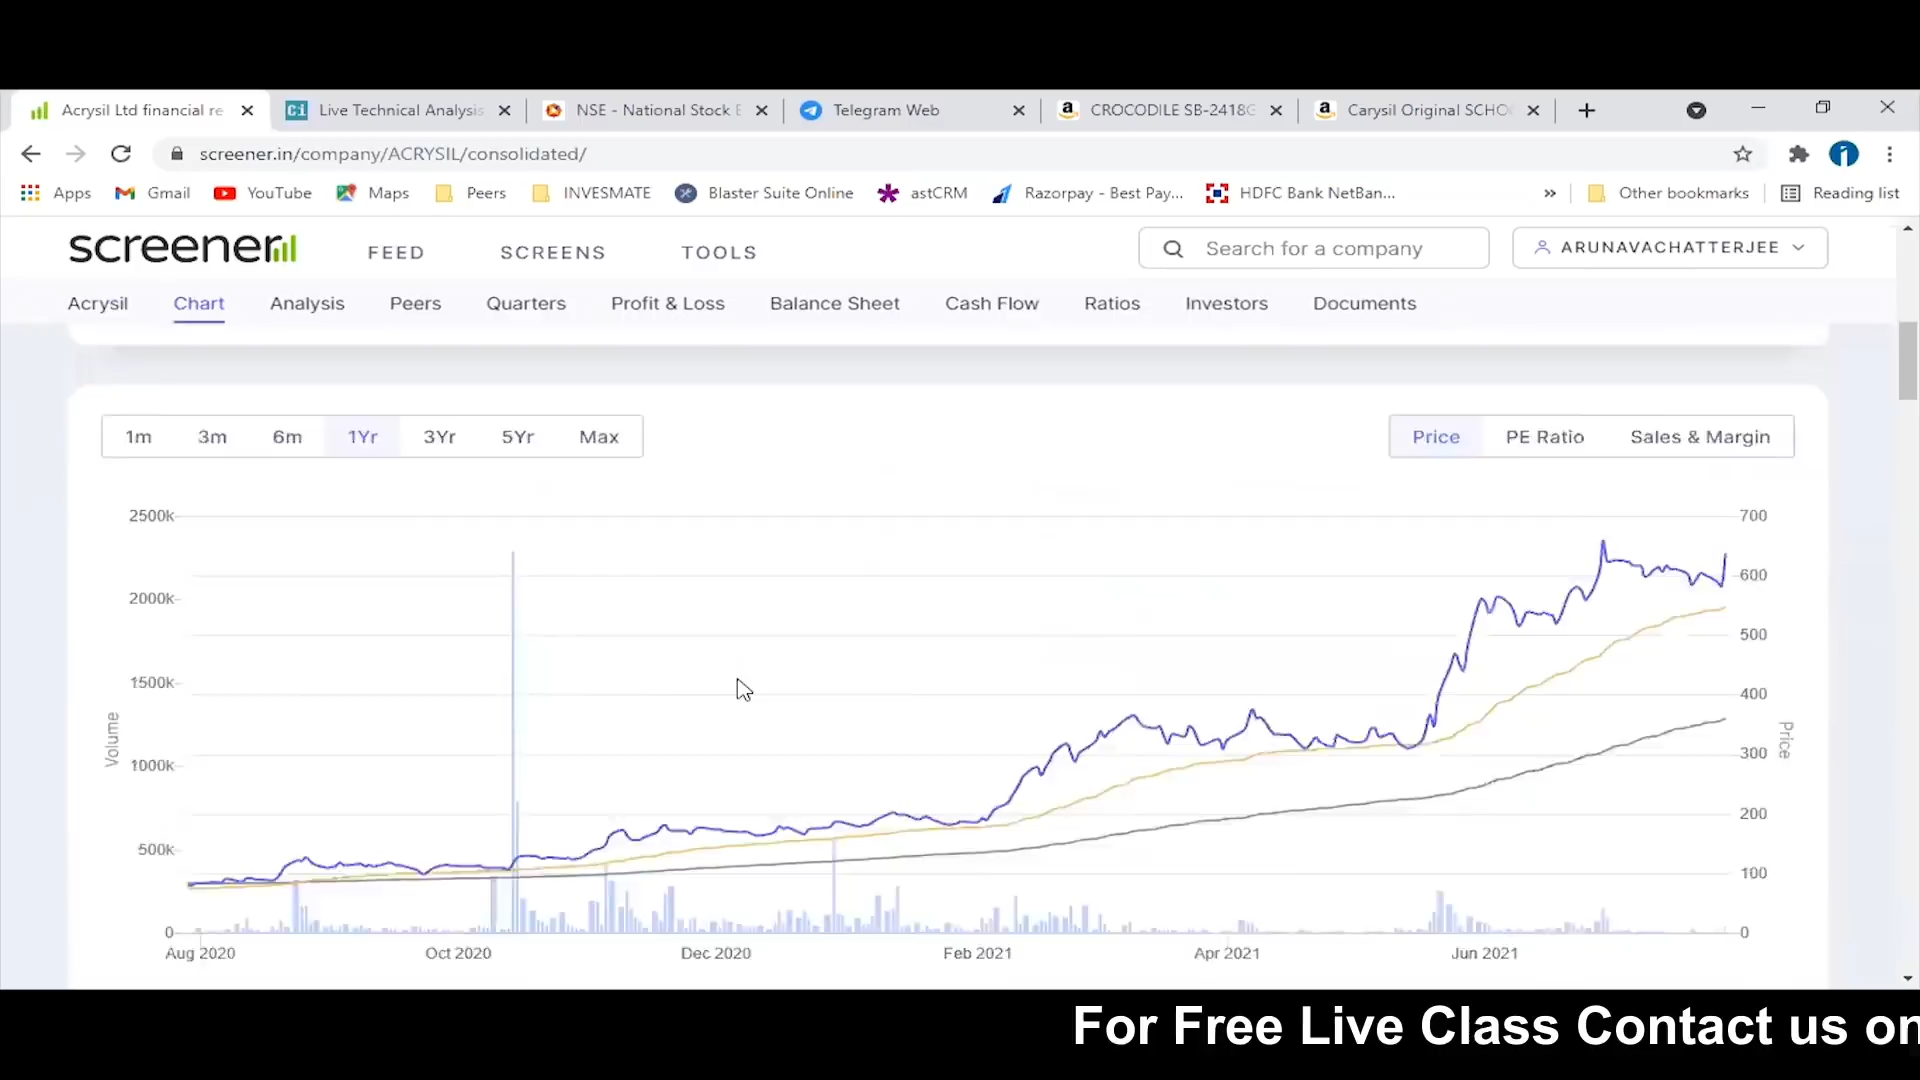 Acrysil Ltd financial re
Live Technical Analysis
NSE - National Stock E
Telegram Web
CROCODILE SB-2418G
Carysil Original SCHO
screener.in/company/ACRYSIL/consolidated/
Apps Gmail YouTube Maps Peers INVESMATE Blaster Suite Online astCRM Razorpay - Best Pay... HDFC Bank NetBan... » Other bookmarks Reading list
screener
FEED SCREENS TOOLS
Search for a company
ARUNAVACHATTERJEE
Acrysil Chart Analysis Peers Quarters Profit & Loss Balance Sheet Cash Flow Ratios Investors Documents
1m 3m 6m 1Yr 3Yr 5Yr Max
Price PE Ratio Sales & Margin
2500k
2000k
1500k
1000k
500k
0
Volume
700
600
500
400
300
200
100
0
Price
Aug 2020 Oct 2020 Dec 2020 Feb 2021 Apr 2021 Jun 2021
For Free Live Class Contact us on